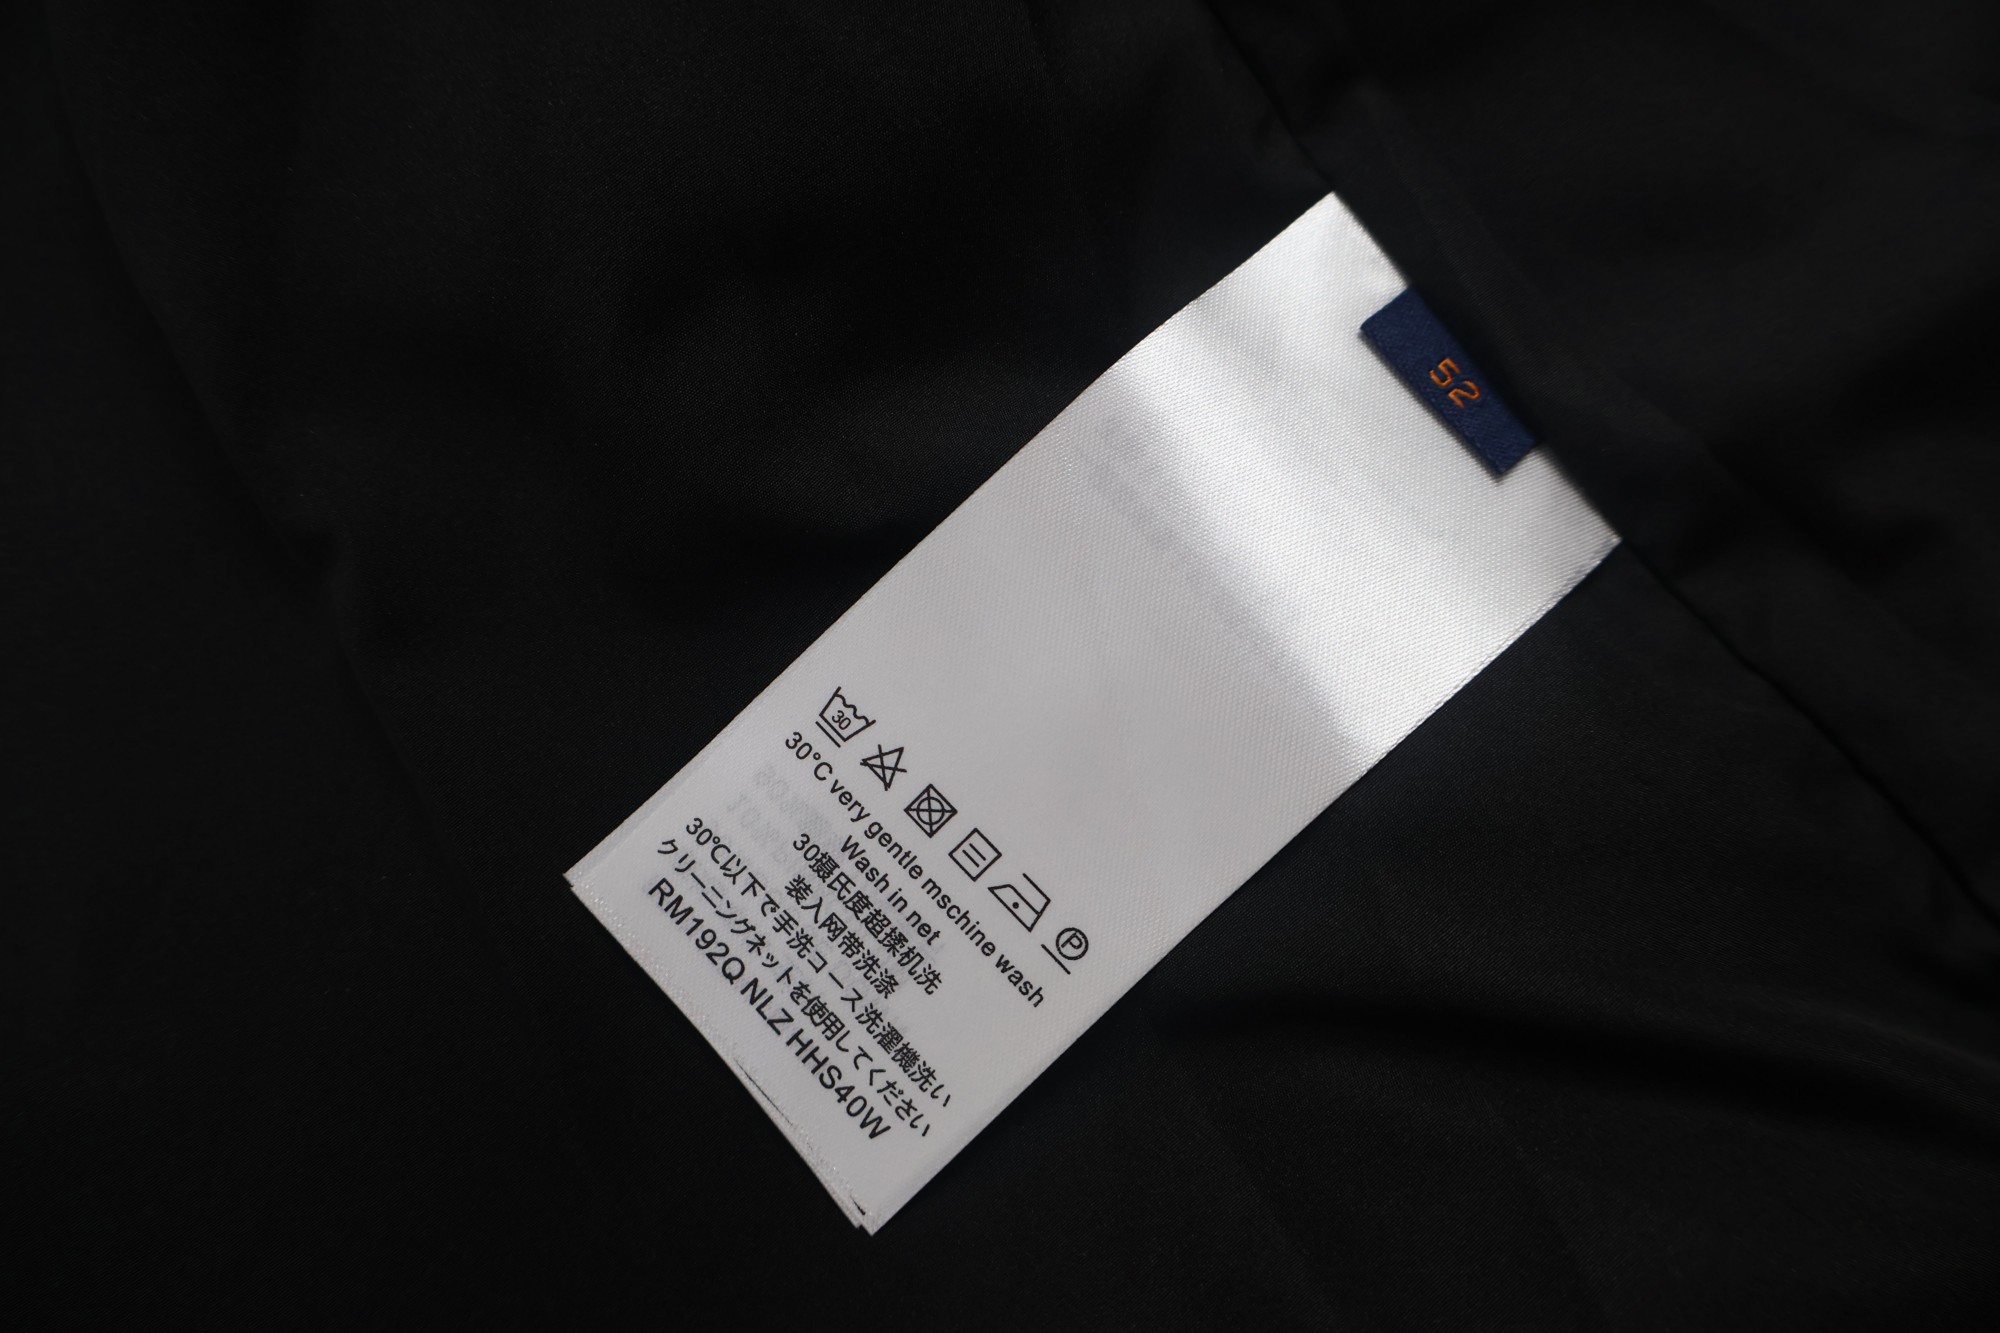 52
30
P
30°C very gentle mschine wash
Wash in net
30摄氏度超揉机洗
装入网带洗涤
30℃以下で手洗コース洗濯機洗い
クリーニングネットを使用してください
RM192Q NLZ HHS40W